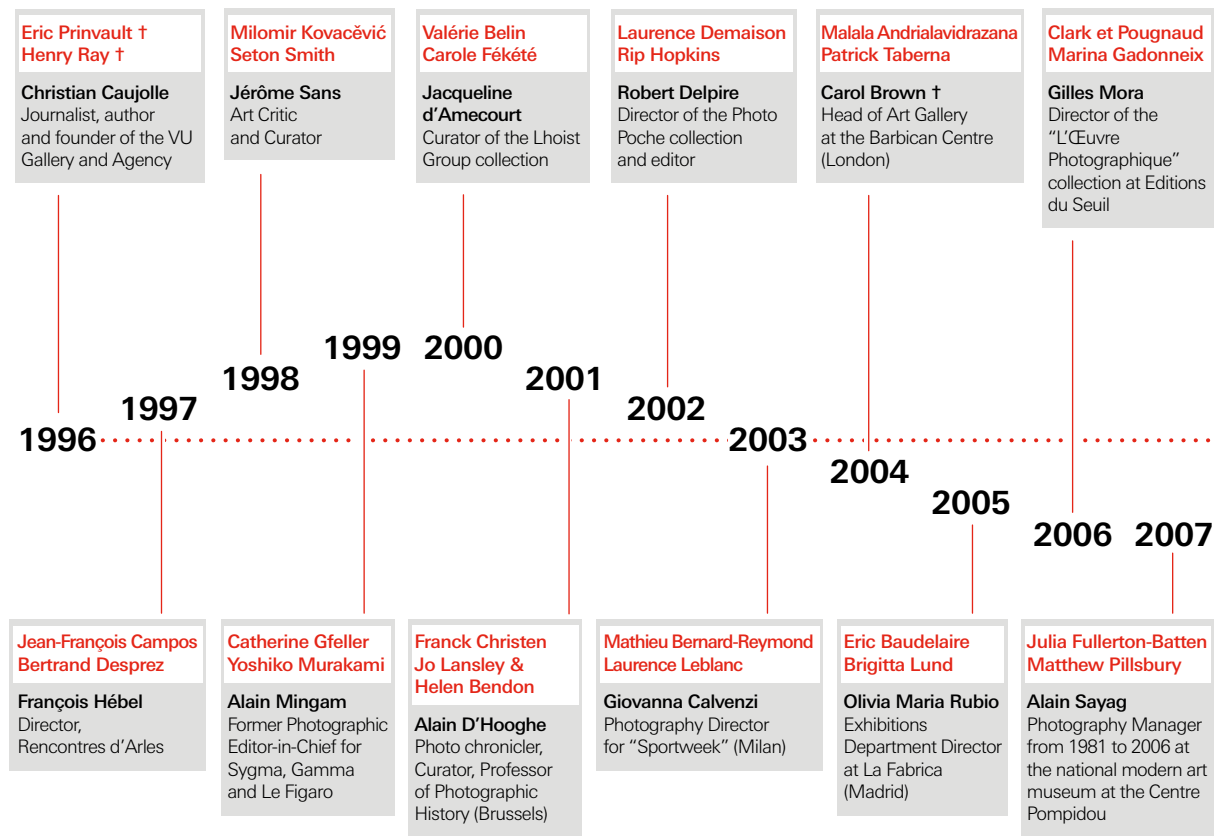 Eric Prinvault †
Henry Ray †
Christian Caujolle
Journalist, author
and founder of the VU
Gallery and Agency
Milomir Kovacěvić
Seton Smith
Jérôme Sans
Art Critic
and Curator
Valérie Belin
Carole Fékété
Jacqueline
d’Amecourt
Curator of the Lhoist
Group collection
Laurence Demaison
Rip Hopkins
Robert Delpire
Director of the Photo
Poche collection
and editor
Malala Andrialavidrazana
Patrick Taberna
Carol Brown †
Head of Art Gallery
at the Barbican Centre
(London)
Clark et Pougnaud
Marina Gadonneix
Gilles Mora
Director of the
“L’Œuvre
Photographique”
collection at Editions
du Seuil
1996
1997
1998
1999
2000
2001
2002
2003
2004
2005
2006
2007
Jean-François Campos
Bertrand Desprez
François Hébel
Director,
Rencontres d’Arles
Catherine Gfeller
Yoshiko Murakami
Alain Mingam
Former Photographic
Editor-in-Chief for
Sygma, Gamma
and Le Figaro
Franck Christen
Jo Lansley &
Helen Bendon
Alain D’Hooghe
Photo chronicler,
Curator, Professor
of Photographic
History (Brussels)
Mathieu Bernard-Reymond
Laurence Leblanc
Giovanna Calvenzi
Photography Director
for “Sportweek” (Milan)
Eric Baudelaire
Brigitta Lund
Olivia Maria Rubio
Exhibitions
Department Director
at La Fabrica
(Madrid)
Julia Fullerton-Batten
Matthew Pillsbury
Alain Sayag
Photography Manager
from 1981 to 2006 at
the national modern art
museum at the Centre
Pompidou